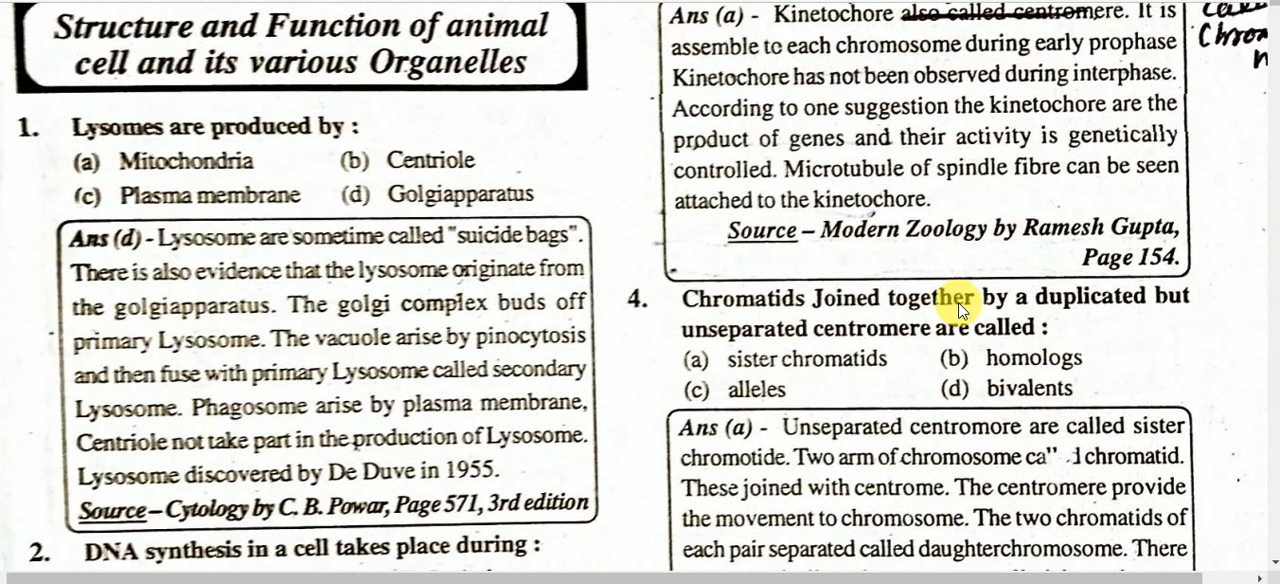 Structure and Function of animal
cell and its various Organelles
1. Lysomes are produced by :
(a) Mitochondria (b) Centriole
(c) Plasma membrane (d) Golgiapparatus
Ans (d) - Lysosome are sometime called "suicide bags".
There is also evidence that the lysosome originate from
the golgiapparatus. The golgi complex buds off
primary Lysosome. The vacuole arise by pinocytosis
and then fuse with primary Lysosome called secondary
Lysosome. Phagosome arise by plasma membrane,
Centriole not take part in the production of Lysosome.
Lysosome discovered by De Duve in 1955.
Source – Cytology by C. B. Powar, Page 571, 3rd edition
2. DNA synthesis in a cell takes place during :
Ans (a) - Kinetochore also called centromere. It is
assemble to each chromosome during early prophase
Kinetochore has not been observed during interphase.
According to one suggestion the kinetochore are the
product of genes and their activity is genetically
controlled. Microtubule of spindle fibre can be seen
attached to the kinetochore.
Source – Modern Zoology by Ramesh Gupta,
Page 154.
4. Chromatids Joined together by a duplicated but
unseparated centromere are called :
(a) sister chromatids (b) homologs
(c) alleles (d) bivalents
Ans (a) - Unseparated centromore are called sister
chromotide. Two arm of chromosome chromatid.
These joined with centrome. The centromere provide
the movement to chromosome. The two chromatids of
each pair separated called daughterchromosome. There